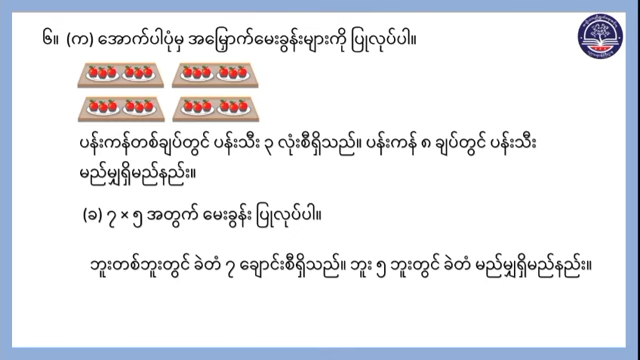 ၆။ (က) အောက်ပါပုံမှ အမြှောက်မေးခွန်းများကို ပြုလုပ်ပါ။
ပန်းကန်တစ်ချပ်တွင် ပန်းသီး ၃ လုံးစီရှိသည်။ ပန်းကန် ၈ ချပ်တွင် ပန်းသီး
မည်မျှရှိမည်နည်း။
(ခ) ၇ × ၅ အတွက် မေးခွန်း ပြုလုပ်ပါ။
ဘူးတစ်ဘူးတွင် ခဲတံ ၇ ချောင်းစီရှိသည်။ ဘူး ၅ ဘူးတွင် ခဲတံ မည်မျှရှိမည်နည်း။